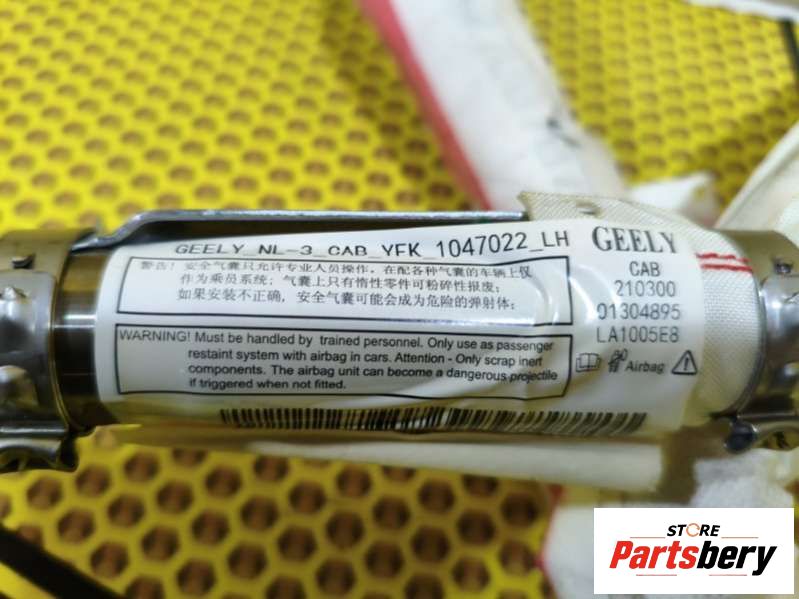 GEELY_NL-3_CAB_YFK_1047022_LH
GEELY
警告! 安全气囊只允许专业人员操作, 在配各种气囊的车辆上仅
作为乘员系统; 气囊上只有惰性零件可粉碎性报废;
如果安装不正确, 安全气囊可能会成为危险的弹射体;
CAB
210300
01304895
LA1005E8
Airbag
WARNING! Must be handled by trained personnel. Only use as passenger
restaint system with airbag in cars. Attention - Only scrap inert
components. The airbag unit can become a dangerous projectile
if triggered when not fitted.
STORE
Partsbery